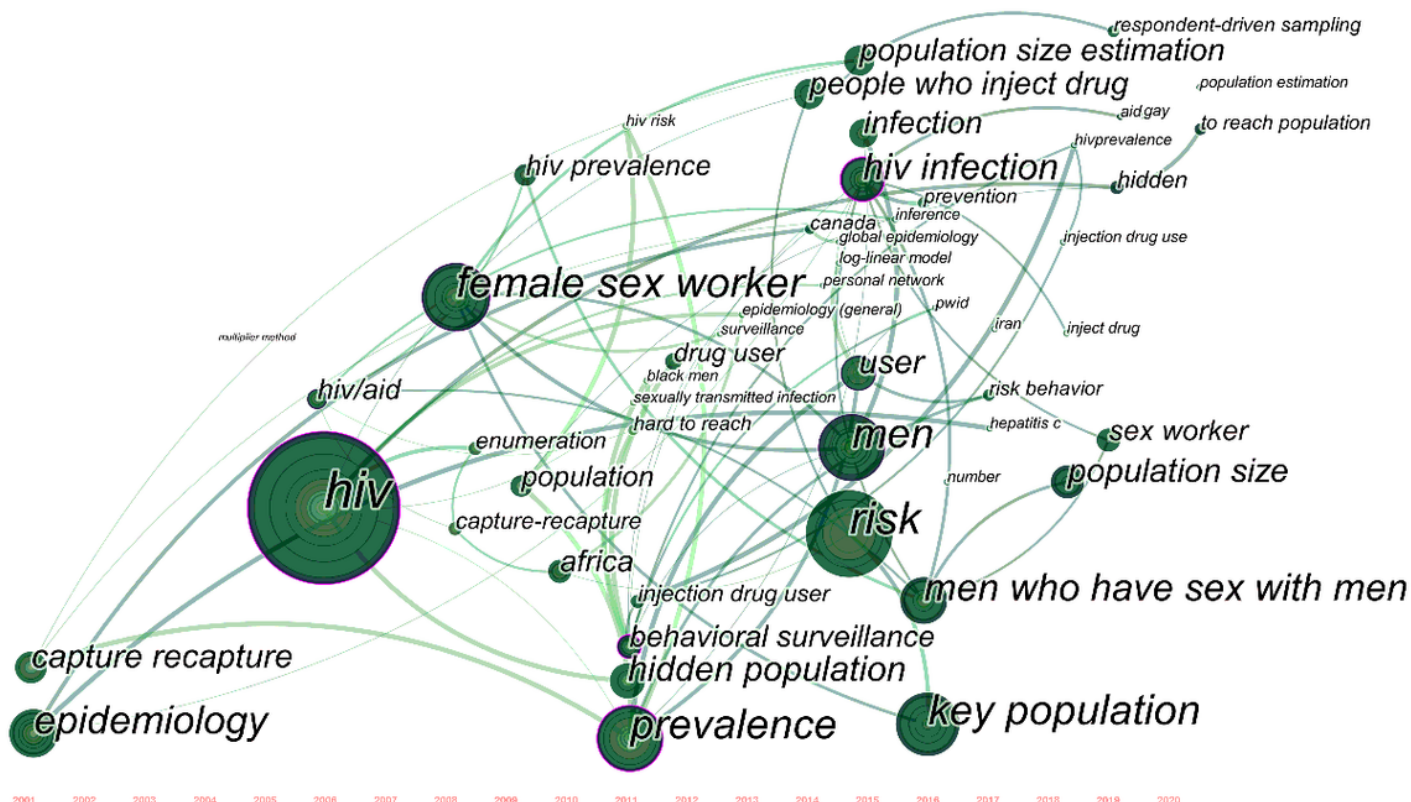 respondent-driven sampling
population size estimation
people who inject drug
population estimation
aid gay
hiv risk
infection
to reach population
hivprevalence
hiv prevalence
hiv infection
hidden
prevention
inference
canada
global epidemiology
injection drug use
log-linear model
female sex worker
personal network
pwid
epidemiology (general)
surveillance
iran
inject drug
multiplier method
drug user
user
black men
hiv/aid
sexually transmitted infection
risk behavior
hard to reach
hepatitis c
enumeration
men
sex worker
population
number
population size
hiv
capture-recapture
risk
africa
injection drug user
men who have sex with men
behavioral surveillance
capture recapture
hidden population
epidemiology
prevalence
key population
2001 2002 2003 2004 2005 2006 2007 2008 2009 2010 2011 2012 2013 2014 2015 2016 2017 2018 2019 2020